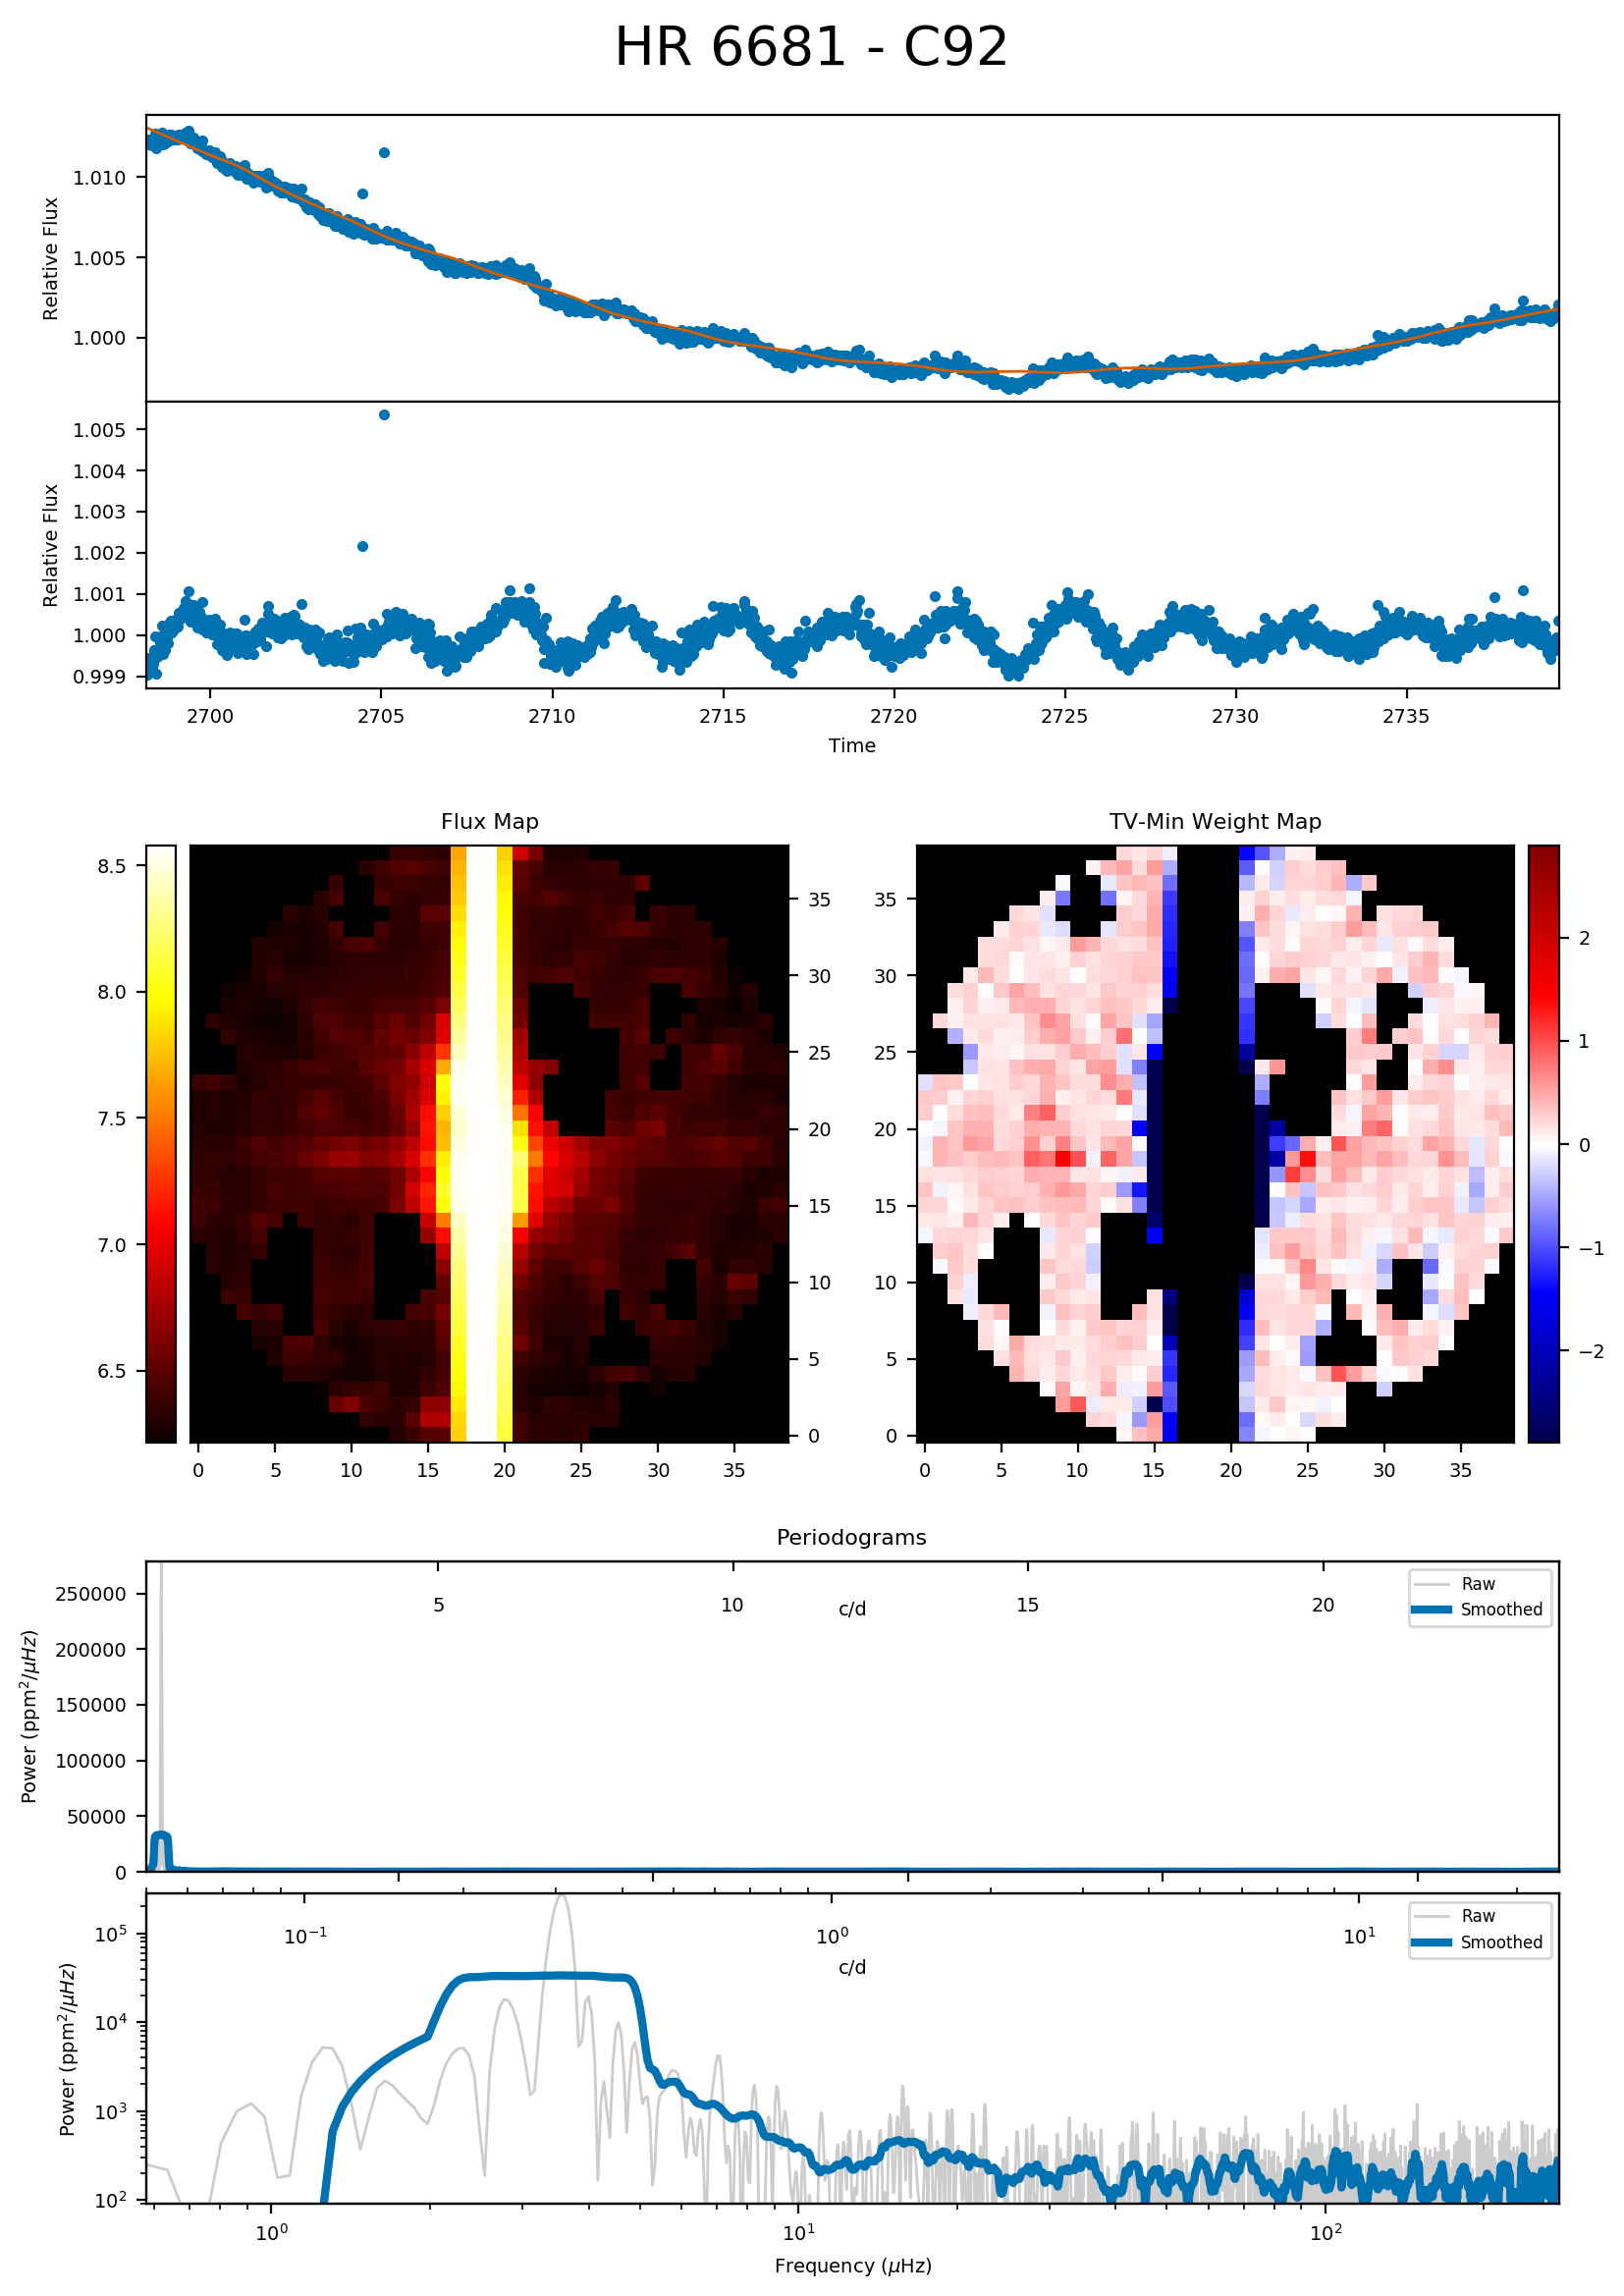 HR 6681 - C92
Relative Flux
1.010
1.005
1.000
Relative Flux
1.005
1.004
1.003
1.002
1.001
1.000
0.999
2700 2705 2710 2715 2720 2725 2730 2735
Time
Flux Map
TV-Min Weight Map
8.5
8.0
7.5
7.0
6.5
35
30
25
20
15
10
5
0
0 5 10 15 20 25 30 35
35
30
25
20
15
10
5
0
0 5 10 15 20 25 30 35
2
1
0
−1
−2
Periodograms
Power (ppm²/μHz)
250000
200000
150000
100000
50000
0
5 10 15 20
c/d
Raw
Smoothed
Power (ppm²/μHz)
10⁵
10⁴
10³
10²
10⁻¹ 10⁰ 10¹
c/d
Raw
Smoothed
10⁰ 10¹ 10²
Frequency (μHz)